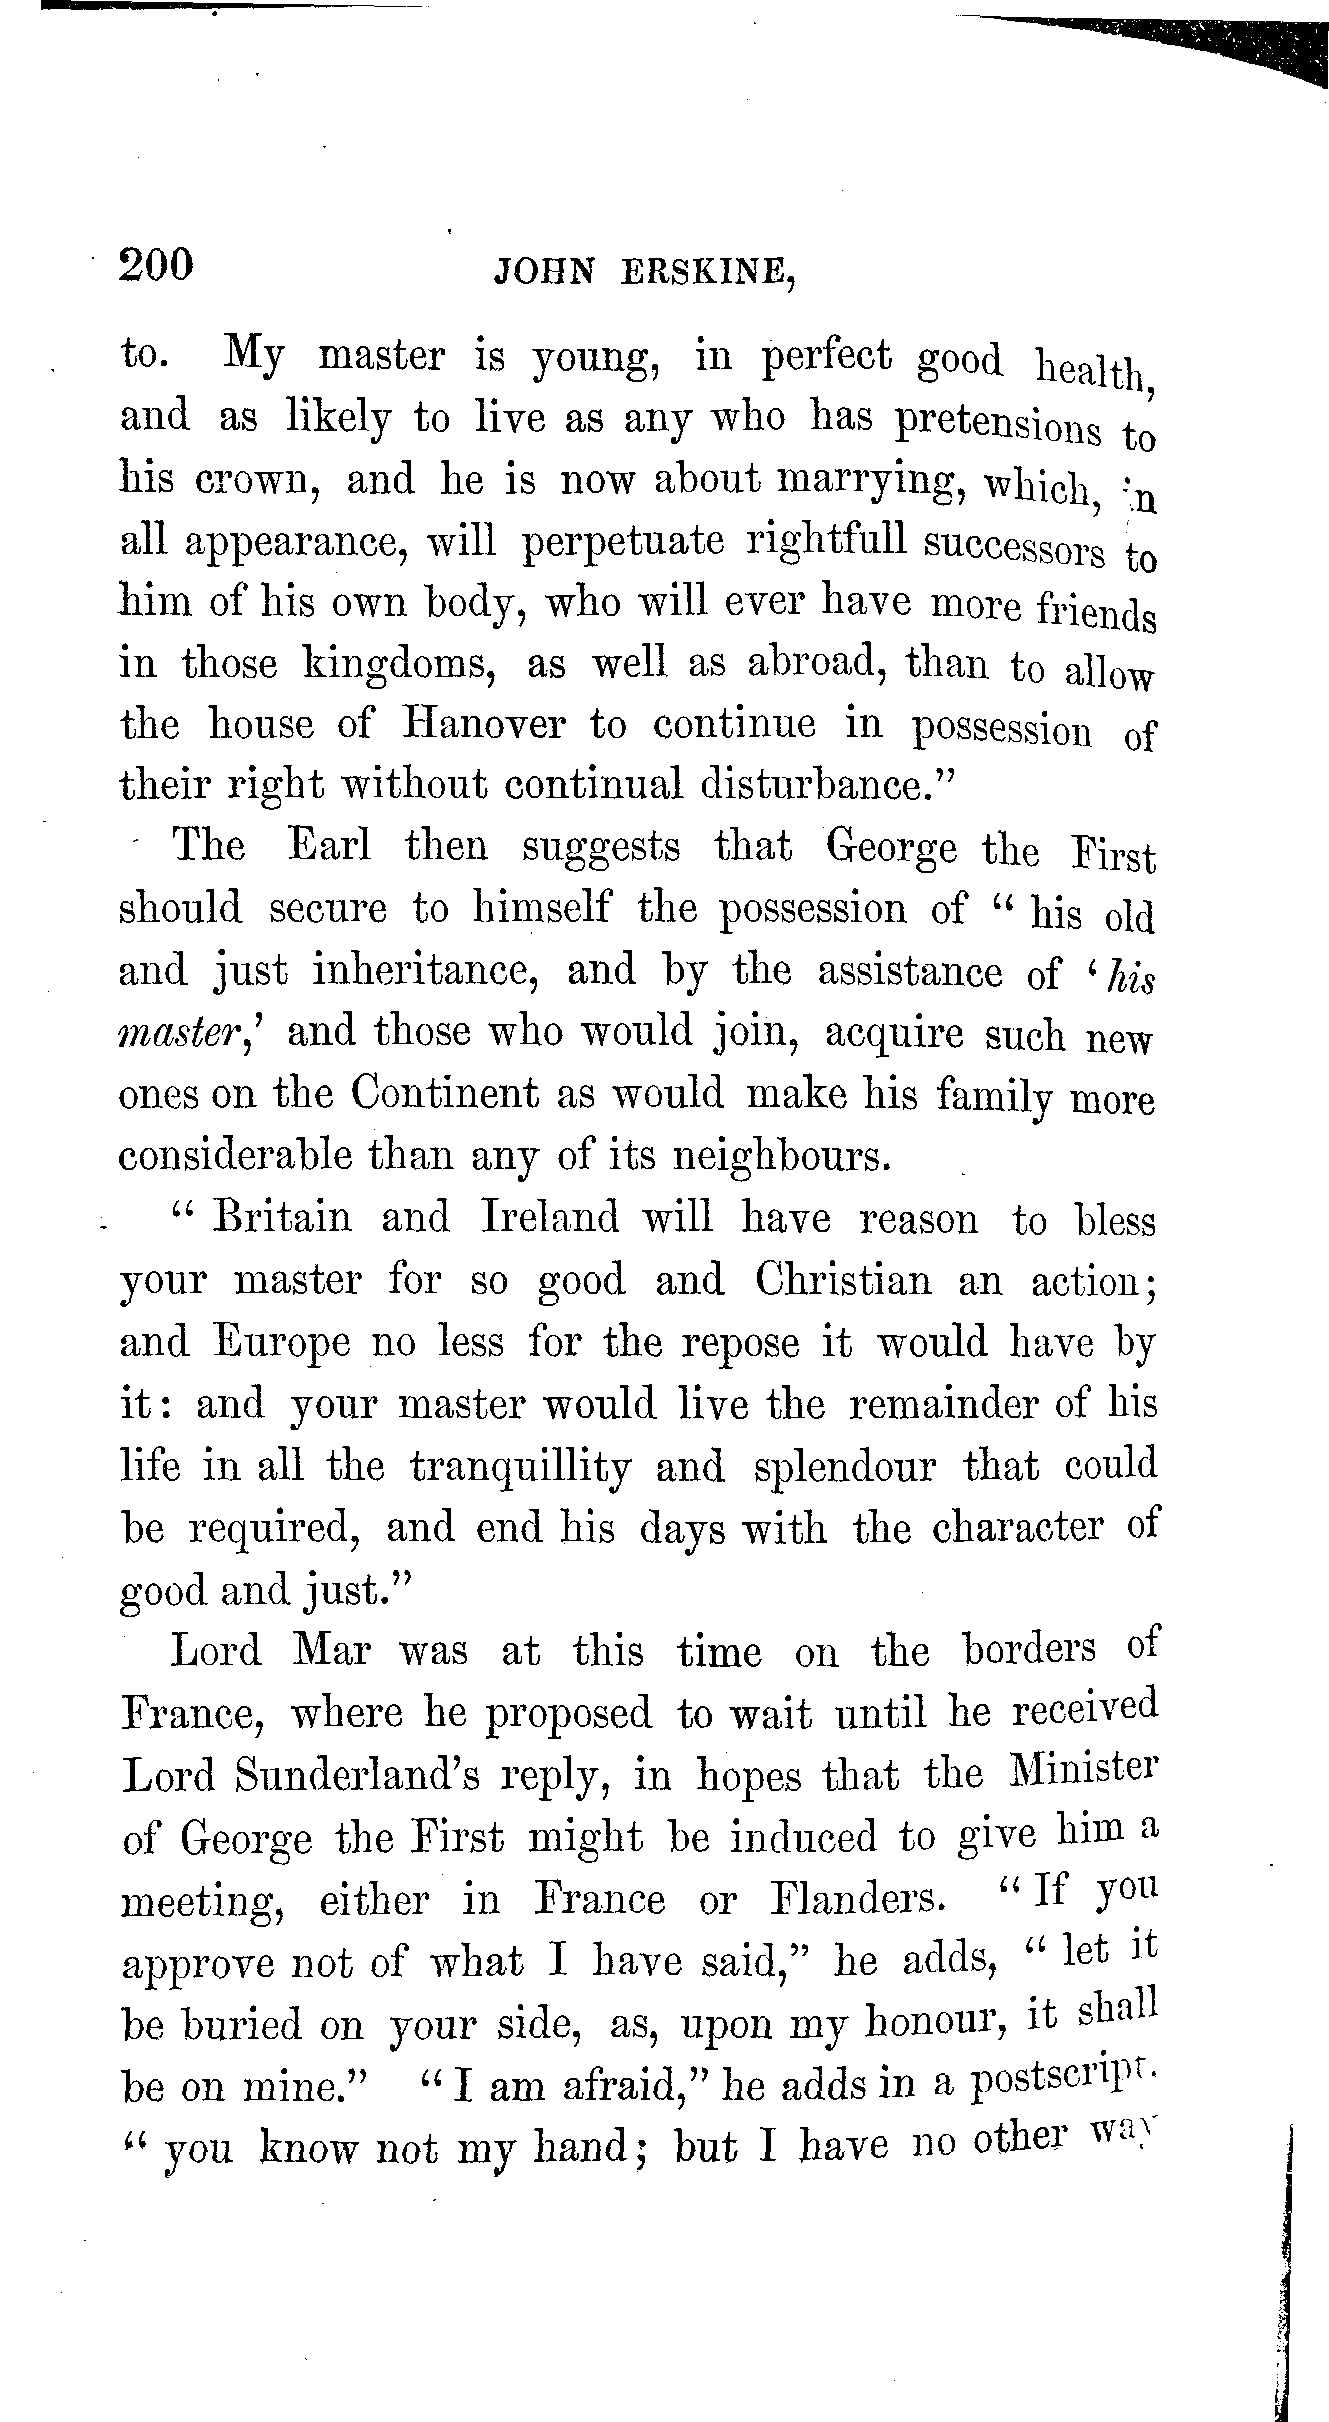 200 JOHN ERSKINE,
to. My master is young, in perfect good health,
and as likely to live as any who has pretensions to
his crown, and he is now about marrying, which, in
all appearance, will perpetuate rightfull successors to
him of his own body, who will ever have more friends
in those kingdoms, as well as abroad, than to allow
the house of Hanover to continue in possession of
their right without continual disturbance."
The Earl then suggests that George the First
should secure to himself the possession of " his old
and just inheritance, and by the assistance of ' his
master,' and those who would join, acquire such new
ones on the Continent as would make his family more
considerable than any of its neighbours.
" Britain and Ireland will have reason to bless
your master for so good and Christian an action;
and Europe no less for the repose it would have by
it: and your master would live the remainder of his
life in all the tranquillity and splendour that could
be required, and end his days with the character of
good and just."
Lord Mar was at this time on the borders of
France, where he proposed to wait until he received
Lord Sunderland's reply, in hopes that the Minister
of George the First might be induced to give him a
meeting, either in France or Flanders. " If you
approve not of what I have said," he adds, " let it
be buried on your side, as, upon my honour, it shall
be on mine." " I am afraid," he adds in a postscript.
" you know not my hand; but I have no other way